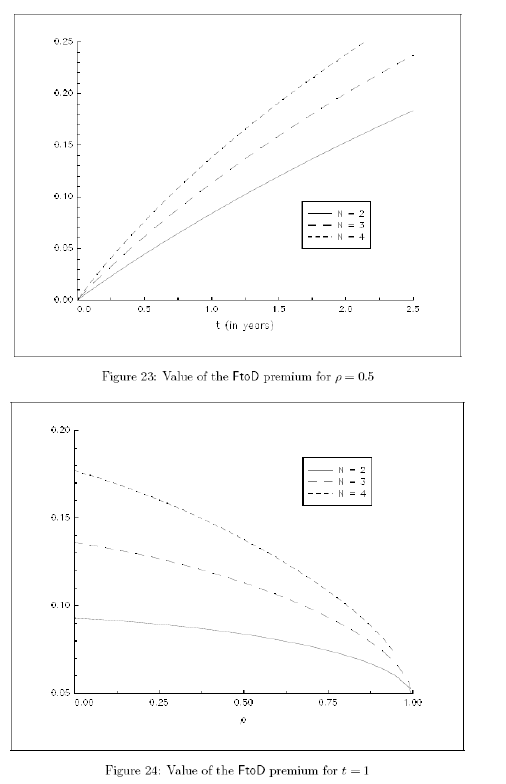 0.25
0.20
0.15
0.10
0.05
0.00
0.0 0.5 1.0 1.5 2.0 2.5
t (in years)
N = 2
N = 3
N = 4
Figure 23: Value of the FtoD premium for ρ = 0.5
0.20
0.15
0.10
0.05
0.00 0.25 0.50 0.75 1.00
ρ
N = 2
N = 3
N = 4
Figure 24: Value of the FtoD premium for t = 1